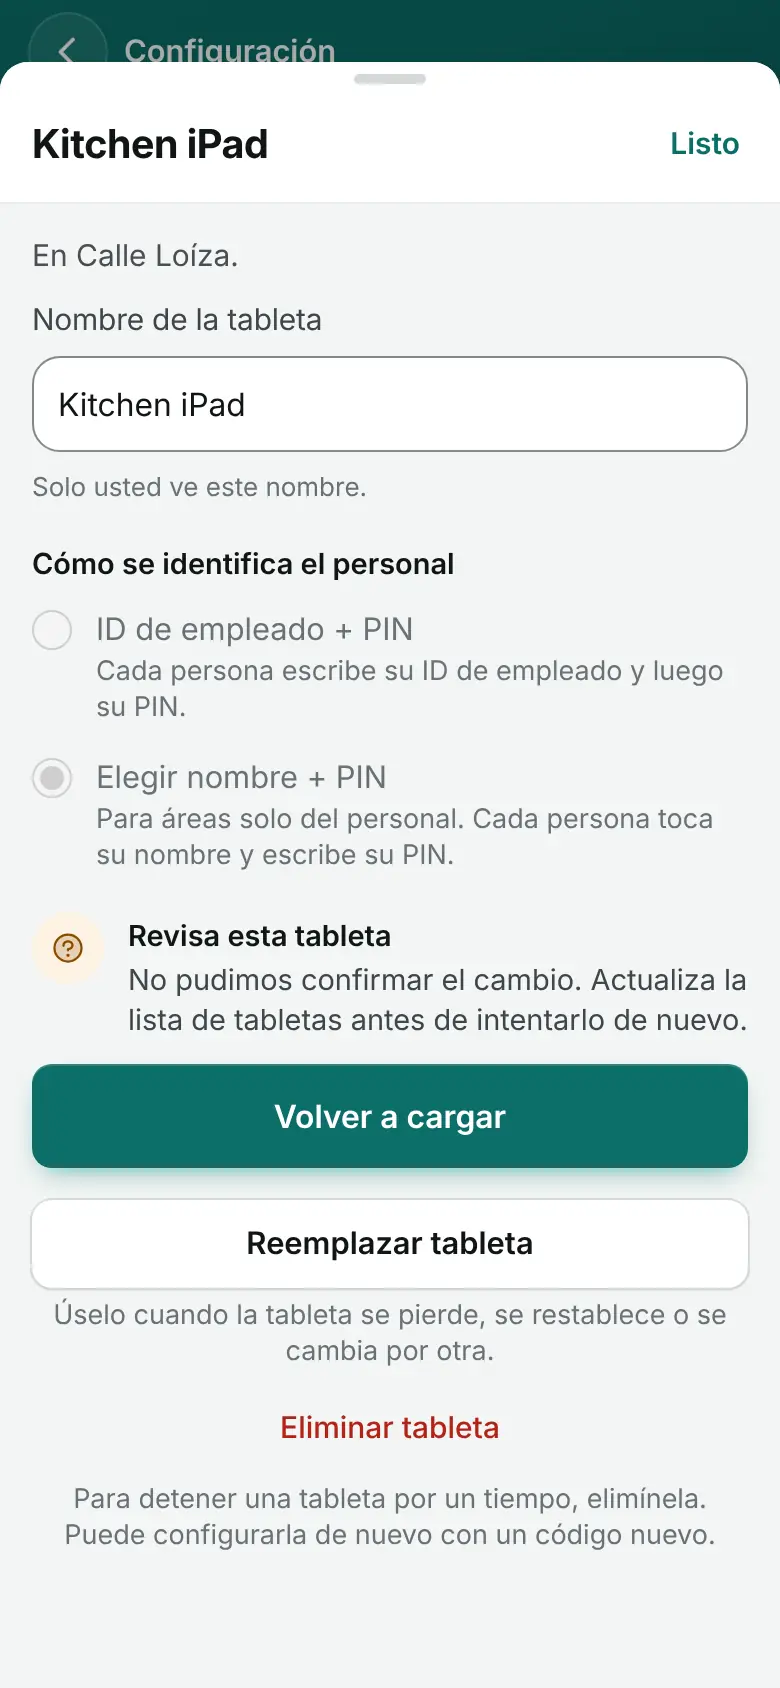 Configuración
Kitchen iPad
Listo
En Calle Loíza.
Nombre de la tableta
Kitchen iPad
Solo usted ve este nombre.
Cómo se identifica el personal
ID de empleado + PIN
Cada persona escribe su ID de empleado y luego
su PIN.
Elegir nombre + PIN
Para áreas solo del personal. Cada persona toca
su nombre y escribe su PIN.
Revisa esta tableta
No pudimos confirmar el cambio. Actualiza la
lista de tabletas antes de intentarlo de nuevo.
Volver a cargar
Reemplazar tableta
Úselo cuando la tableta se pierde, se restablece o se
cambia por otra.
Eliminar tableta
Para detener una tableta por un tiempo, elimínela.
Puede configurarla de nuevo con un código nuevo.